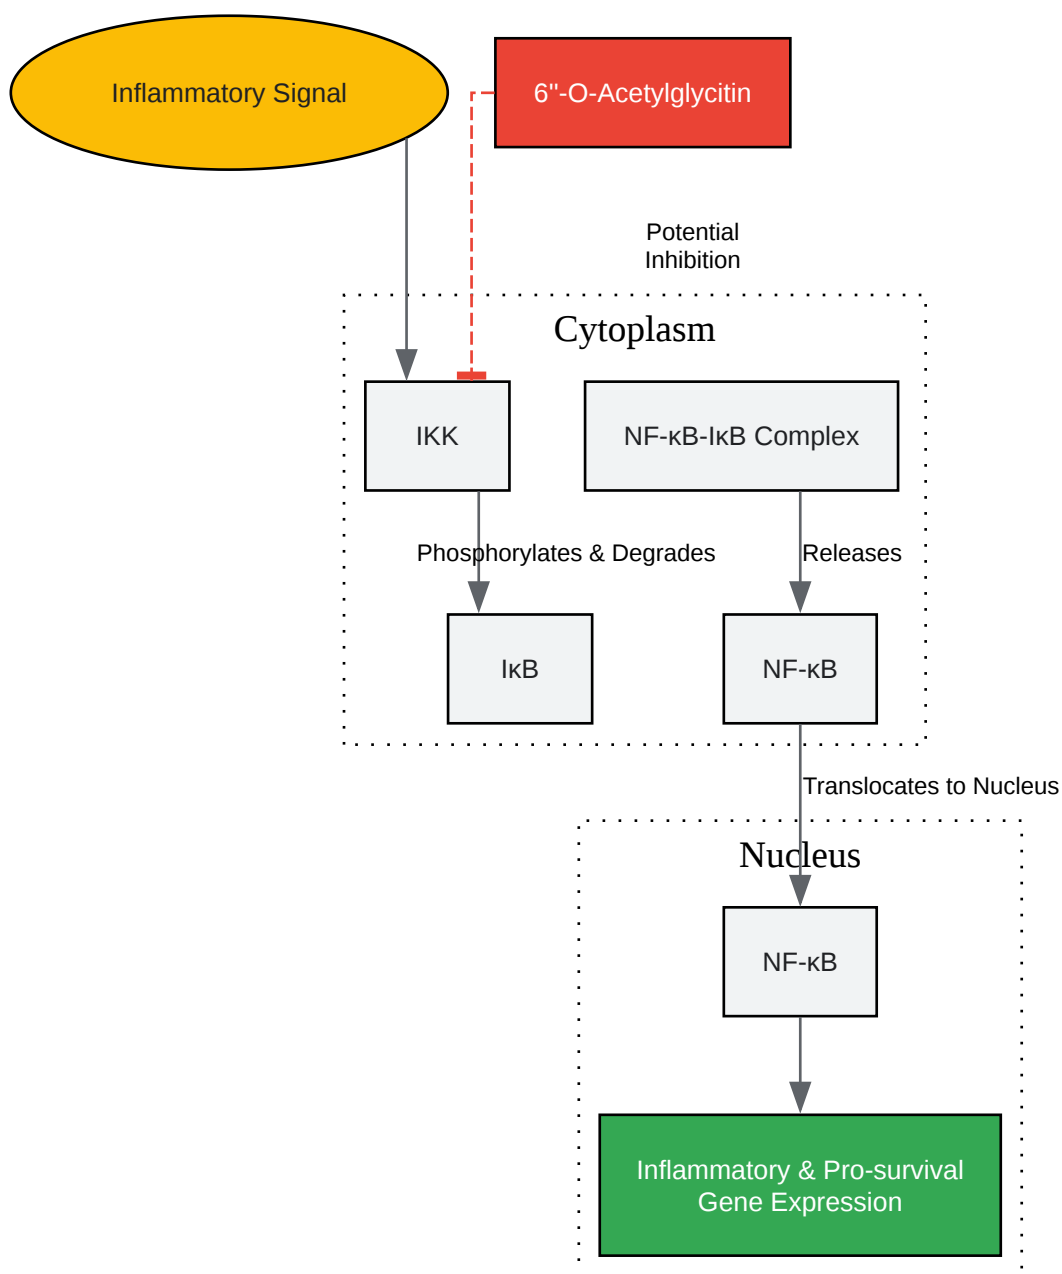 Inflammatory Signal
6''-O-Acetylglycitin
Potential
Inhibition
Cytoplasm
IKK
NF-κB-IκB Complex
Phosphorylates & Degrades
Releases
IκB
NF-κB
Translocates to Nucleus
Nucleus
NF-κB
Inflammatory & Pro-survival
Gene Expression